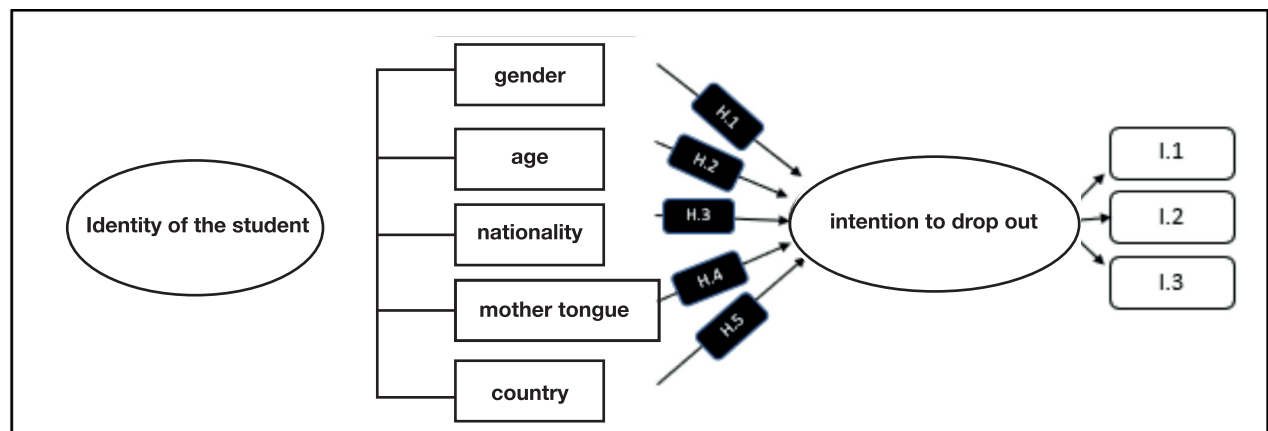 Identity of the student
gender
age
nationality
mother tongue
country
H.1
H.2
H.3
H.4
H.5
intention to drop out
I.1
I.2
I.3